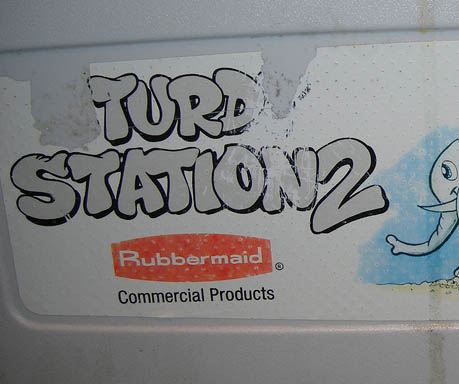 TURD
STATION2
Rubbermaid ®
Commercial Products